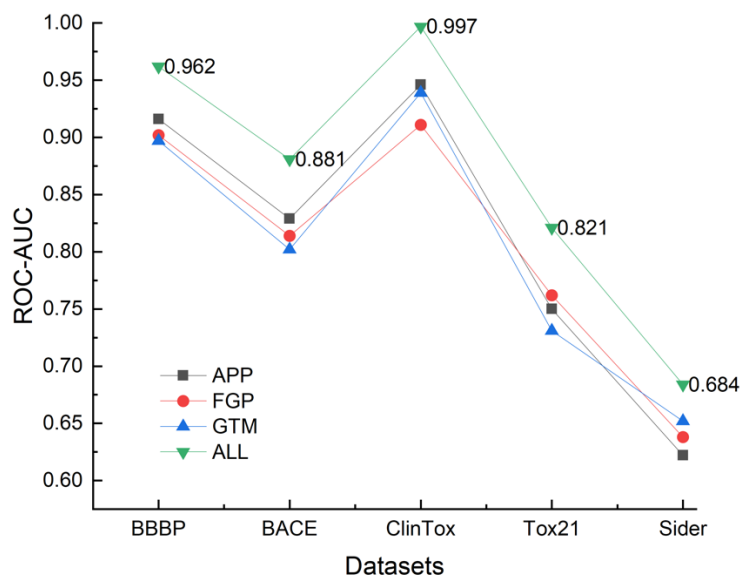 1.00
0.95
0.90
0.85
0.80
0.75
0.70
0.65
0.60
ROC-AUC
0.962
0.881
0.997
0.821
0.684
APP
FGP
GTM
ALL
BBBP
BACE
ClinTox
Tox21
Sider
Datasets